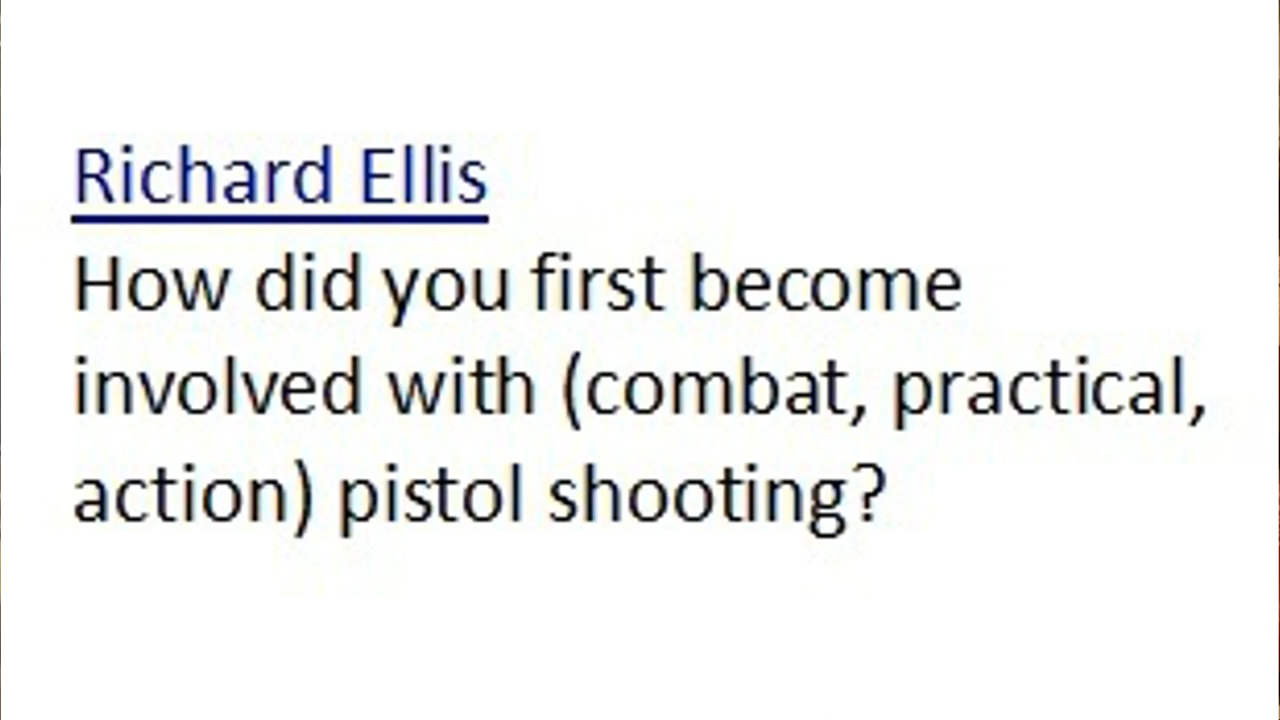 Richard Ellis
How did you first become
involved with (combat, practical,
action) pistol shooting?